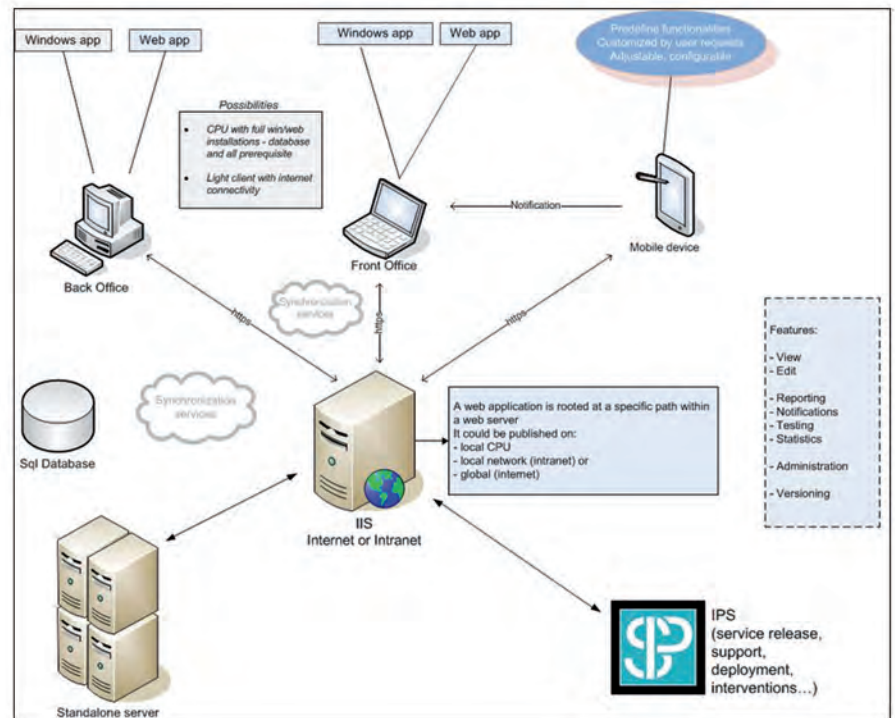 Windows app
Web app
Windows app
Web app
Predefine functionalities
Customized by user requests
Adjustable, configurable
Possibilities
• CPU with full win/web
installations - database
and all prerequisite
• Light client with internet
connectivity
Notification
Back Office
Front Office
Mobile device
https
Synchronization
services
https
https
Features:
- View
- Edit
- Reporting
- Notifications
- Testing
- Statistics
- Administration
- Versioning
Synchronization
services
Sql Database
A web application is rooted at a specific path within
a web server
It could be published on:
- local CPU
- local network (intranet) or
- global (internet)
IIS
Internet or Intranet
Standalone server
IPS
(service release,
support,
deployment,
interventions...)